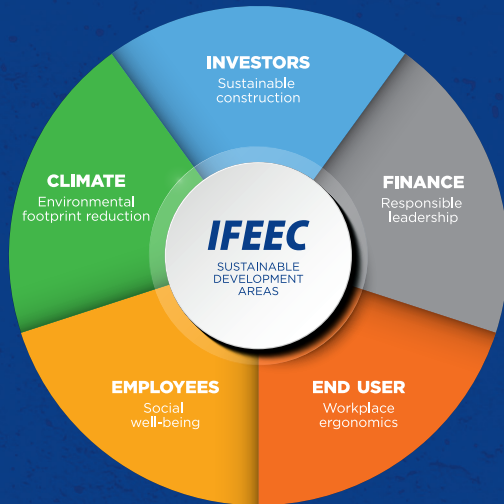 INVESTORS
Sustainable
construction
FINANCE
Responsible
leadership
END USER
Workplace
ergonomics
EMPLOYEES
Social
well-being
CLIMATE
Environmental
footprint reduction
IFEEC
SUSTAINABLE
DEVELOPMENT
AREAS